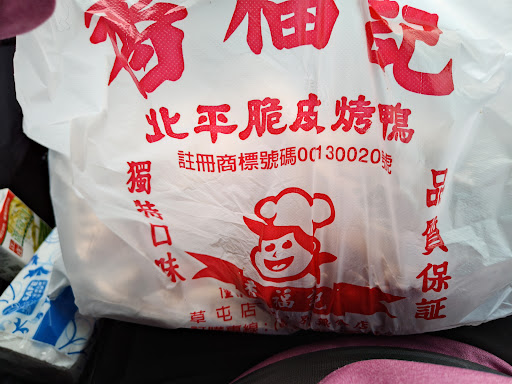 福記
北平脆皮烤鴨
註冊商標號碼00130020號
獨特口味
品質保証
福記
草屯店